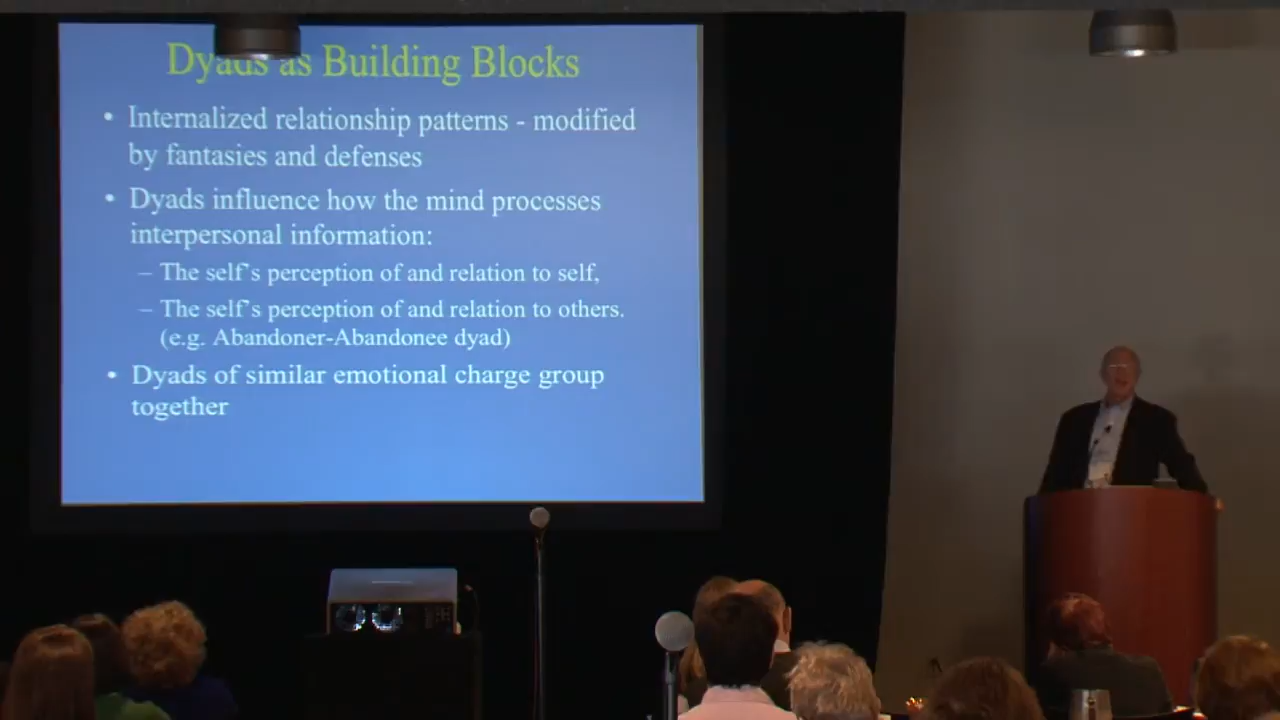 Dyads as Building Blocks
• Internalized relationship patterns - modified
by fantasies and defenses
• Dyads influence how the mind processes
interpersonal information:
– The self's perception of and relation to self,
– The self's perception of and relation to others.
(e.g. Abandoner-Abandonee dyad)
• Dyads of similar emotional charge group
together